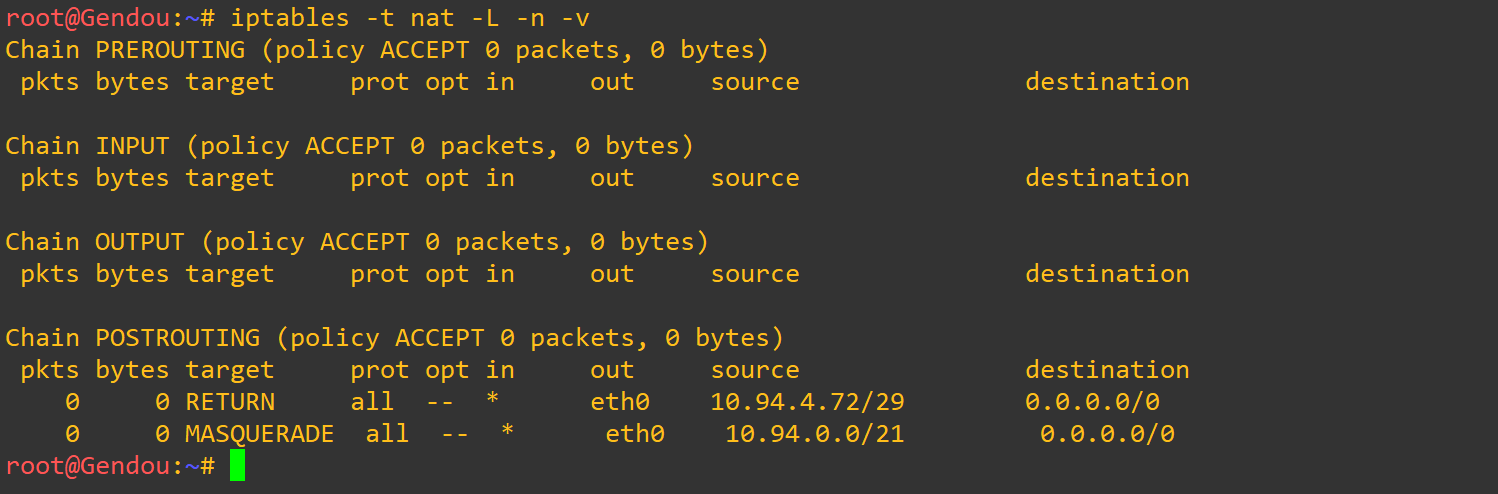 root@Gendou:~# iptables -t nat -L -n -v
Chain PREROUTING (policy ACCEPT 0 packets, 0 bytes)
 pkts bytes target     prot opt in     out     source               destination

Chain INPUT (policy ACCEPT 0 packets, 0 bytes)
 pkts bytes target     prot opt in     out     source               destination

Chain OUTPUT (policy ACCEPT 0 packets, 0 bytes)
 pkts bytes target     prot opt in     out     source               destination

Chain POSTROUTING (policy ACCEPT 0 packets, 0 bytes)
 pkts bytes target     prot opt in     out     source               destination
    0     0 RETURN     all  --  *      eth0    10.94.4.72/29        0.0.0.0/0
    0     0 MASQUERADE  all  --  *      eth0    10.94.0.0/21         0.0.0.0/0
root@Gendou:~#